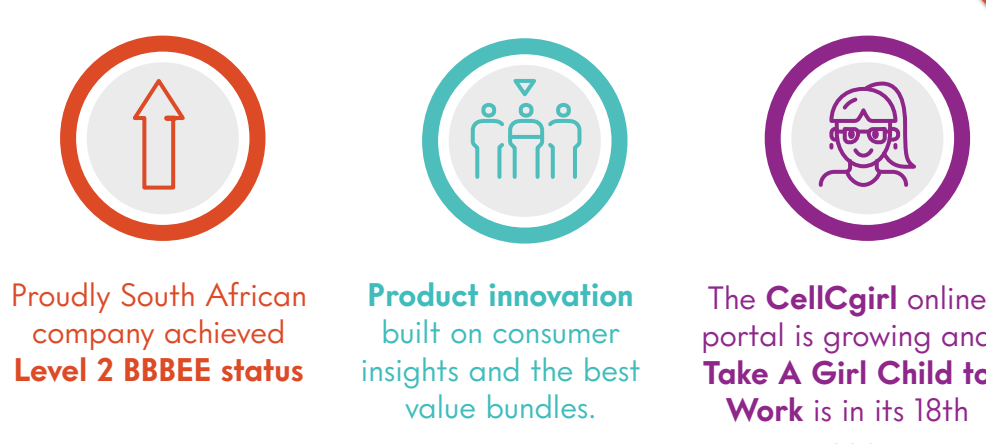 Proudly South African
company achieved
Level 2 BBBEE status
Product innovation
built on consumer
insights and the best
value bundles.
The CellCgirl online
portal is growing and
Take A Girl Child to
Work is in its 18th